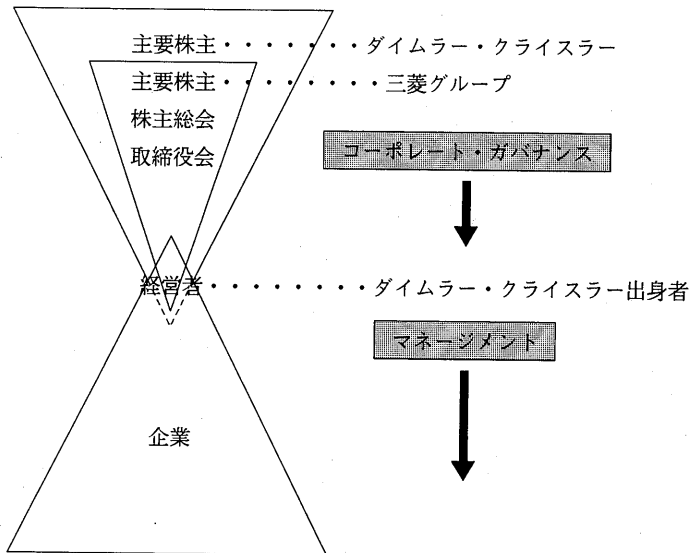 主要株主・・・・・・・ダイムラー・クライスラー
主要株主・・・・・・・・三菱グループ
株主総会
取締役会
コーポレート・ガバナンス
経営者・・・・・・・・ダイムラー・クライスラー出身者
マネージメント
企業